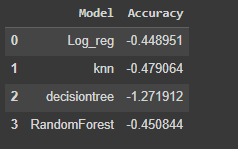 Model Accuracy
0 Log_reg -0.448951
1 knn -0.479064
2 decisiontree -1.271912
3 RandomForest -0.450844